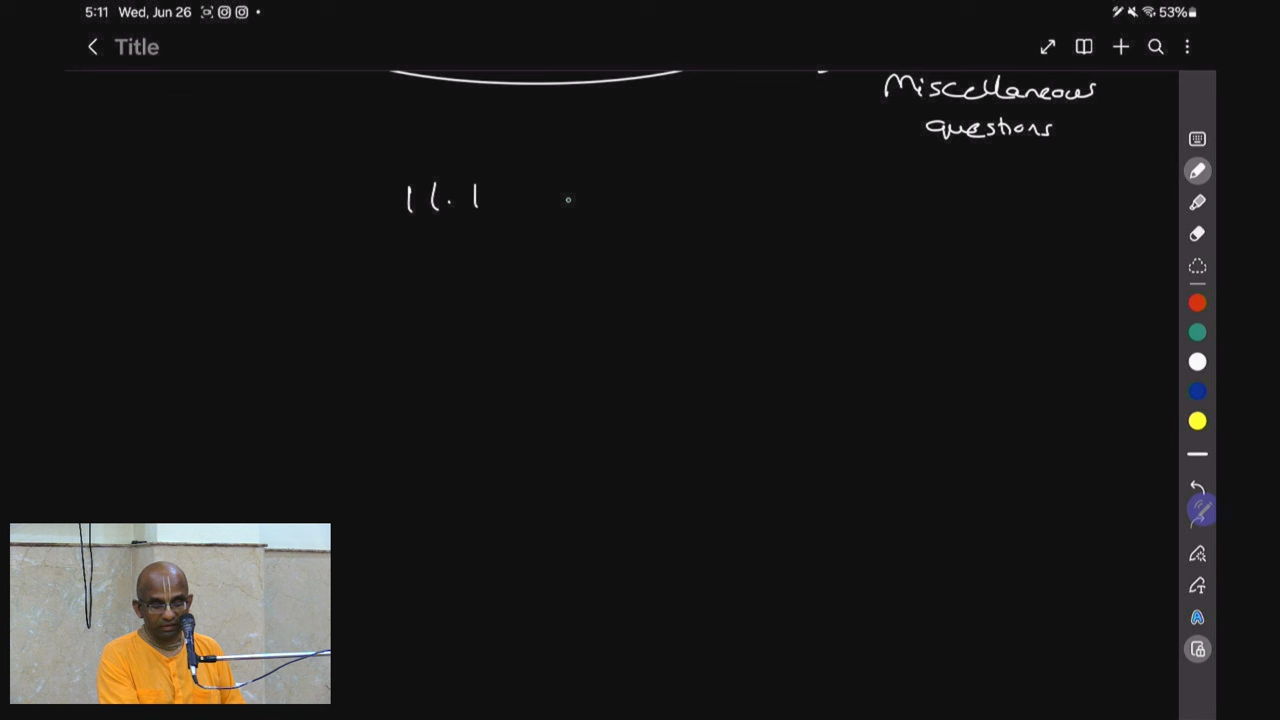 5:11 Wed, Jun 26
53%
Title
Miscellaneous
questions
11.1